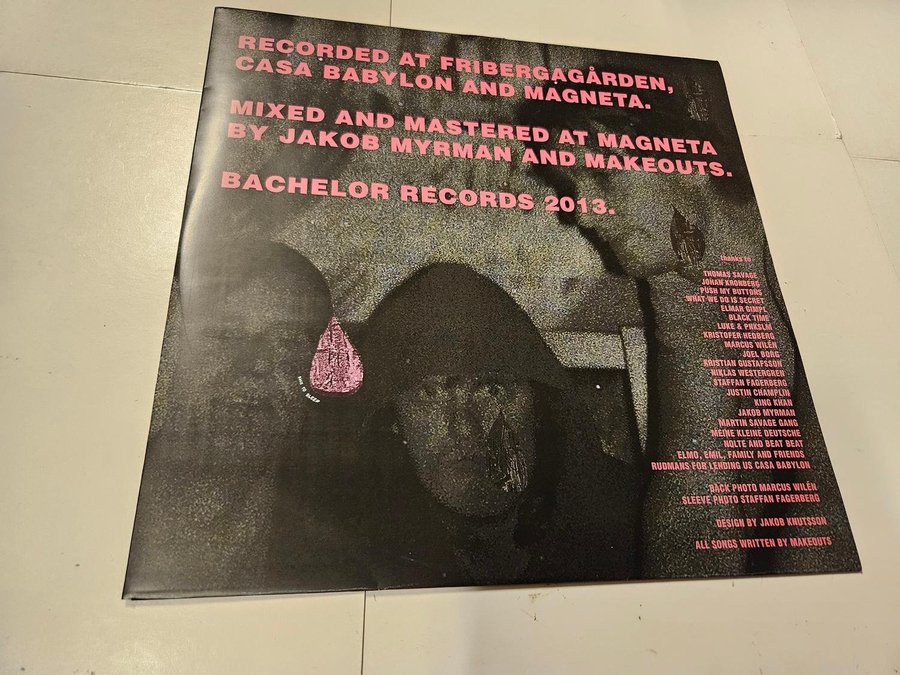 RECORDED AT FRIBERGAGÅRDEN,
CASA BABYLON AND MAGNETA.
MIXED AND MASTERED AT MAGNETA
BY JAKOB MYRMAN AND MAKEOUTS.
BACHELOR RECORDS 2013.
thanks to
THOMAS SAVAGE
JOHAN KRONBERG
PUSH MY BUTTONS
WHAT WE DO IS SECRET
ELMAR GIMPL
BLACK TIME
LUKE & PNKSLM
KRISTOFER HEDBERG
MARCUS WILÉN
JOEL BORG
KRISTIAN GUSTAFSSON
NIKLAS WESTERGREN
STAFFAN FAGERBERG
JUSTIN CHAMPLIN
KING KHAN
JAKOB MYRMAN
MARTIN SAVAGE GANG
MEINE KLEINE DEUTSCHE
NOLTE AND BEAT BEAT
ELMO, EMIL, FAMILY AND FRIENDS
RUDMANS FOR LENDING US CASA BABYLON
BACK PHOTO MARCUS WILÉN
SLEEVE PHOTO STAFFAN FAGERBERG
DESIGN BY JAKOB KNUTSSON
ALL SONGS WRITTEN BY MAKEOUTS
SLEEP